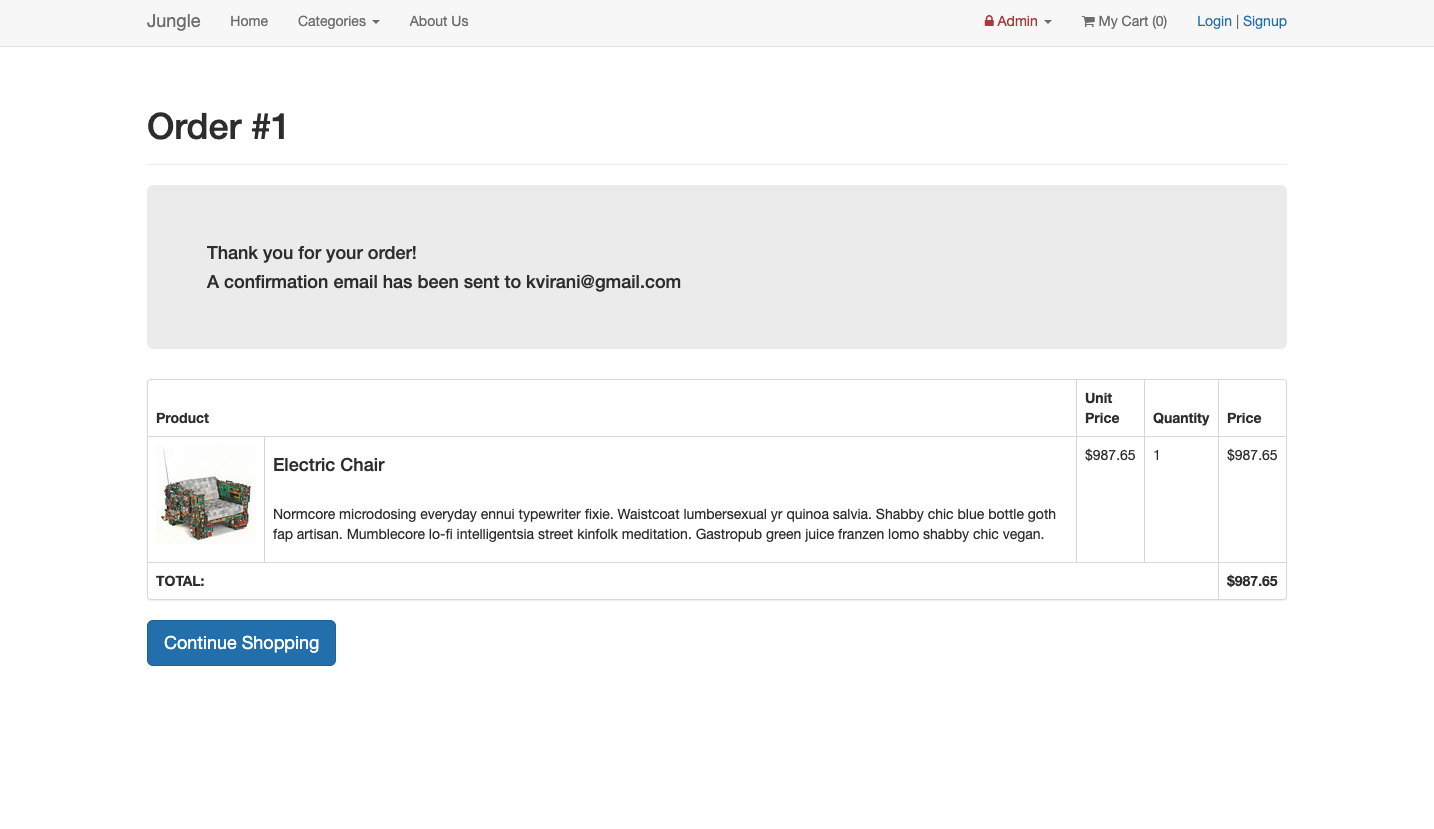 Jungle Home Categories About Us Admin My Cart (0) Login | Signup
Order #1
Thank you for your order!
A confirmation email has been sent to kvirani@gmail.com
Product Unit Price Quantity Price
Electric Chair $987.65 1 $987.65
Normcore microdosing everyday ennui typewriter fixie. Waistcoat lumbersexual yr quinoa salvia. Shabby chic blue bottle goth
fap artisan. Mumblecore lo-fi intelligentsia street kinfolk meditation. Gastropub green juice franzen lomo shabby chic vegan.
TOTAL: $987.65
Continue Shopping